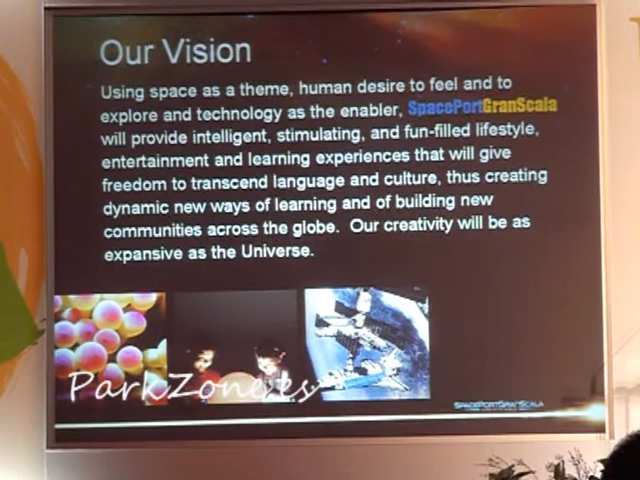 Our Vision
Using space as a theme, human desire to feel and to
explore and technology as the enabler, SpacePortGranScala
will provide intelligent, stimulating, and fun-filled lifestyle,
entertainment and learning experiences that will give
freedom to transcend language and culture, thus creating
dynamic new ways of learning and of building new
communities across the globe. Our creativity will be as
expansive as the Universe.
ParkZone.es
SPACEPORTGRANSCALA